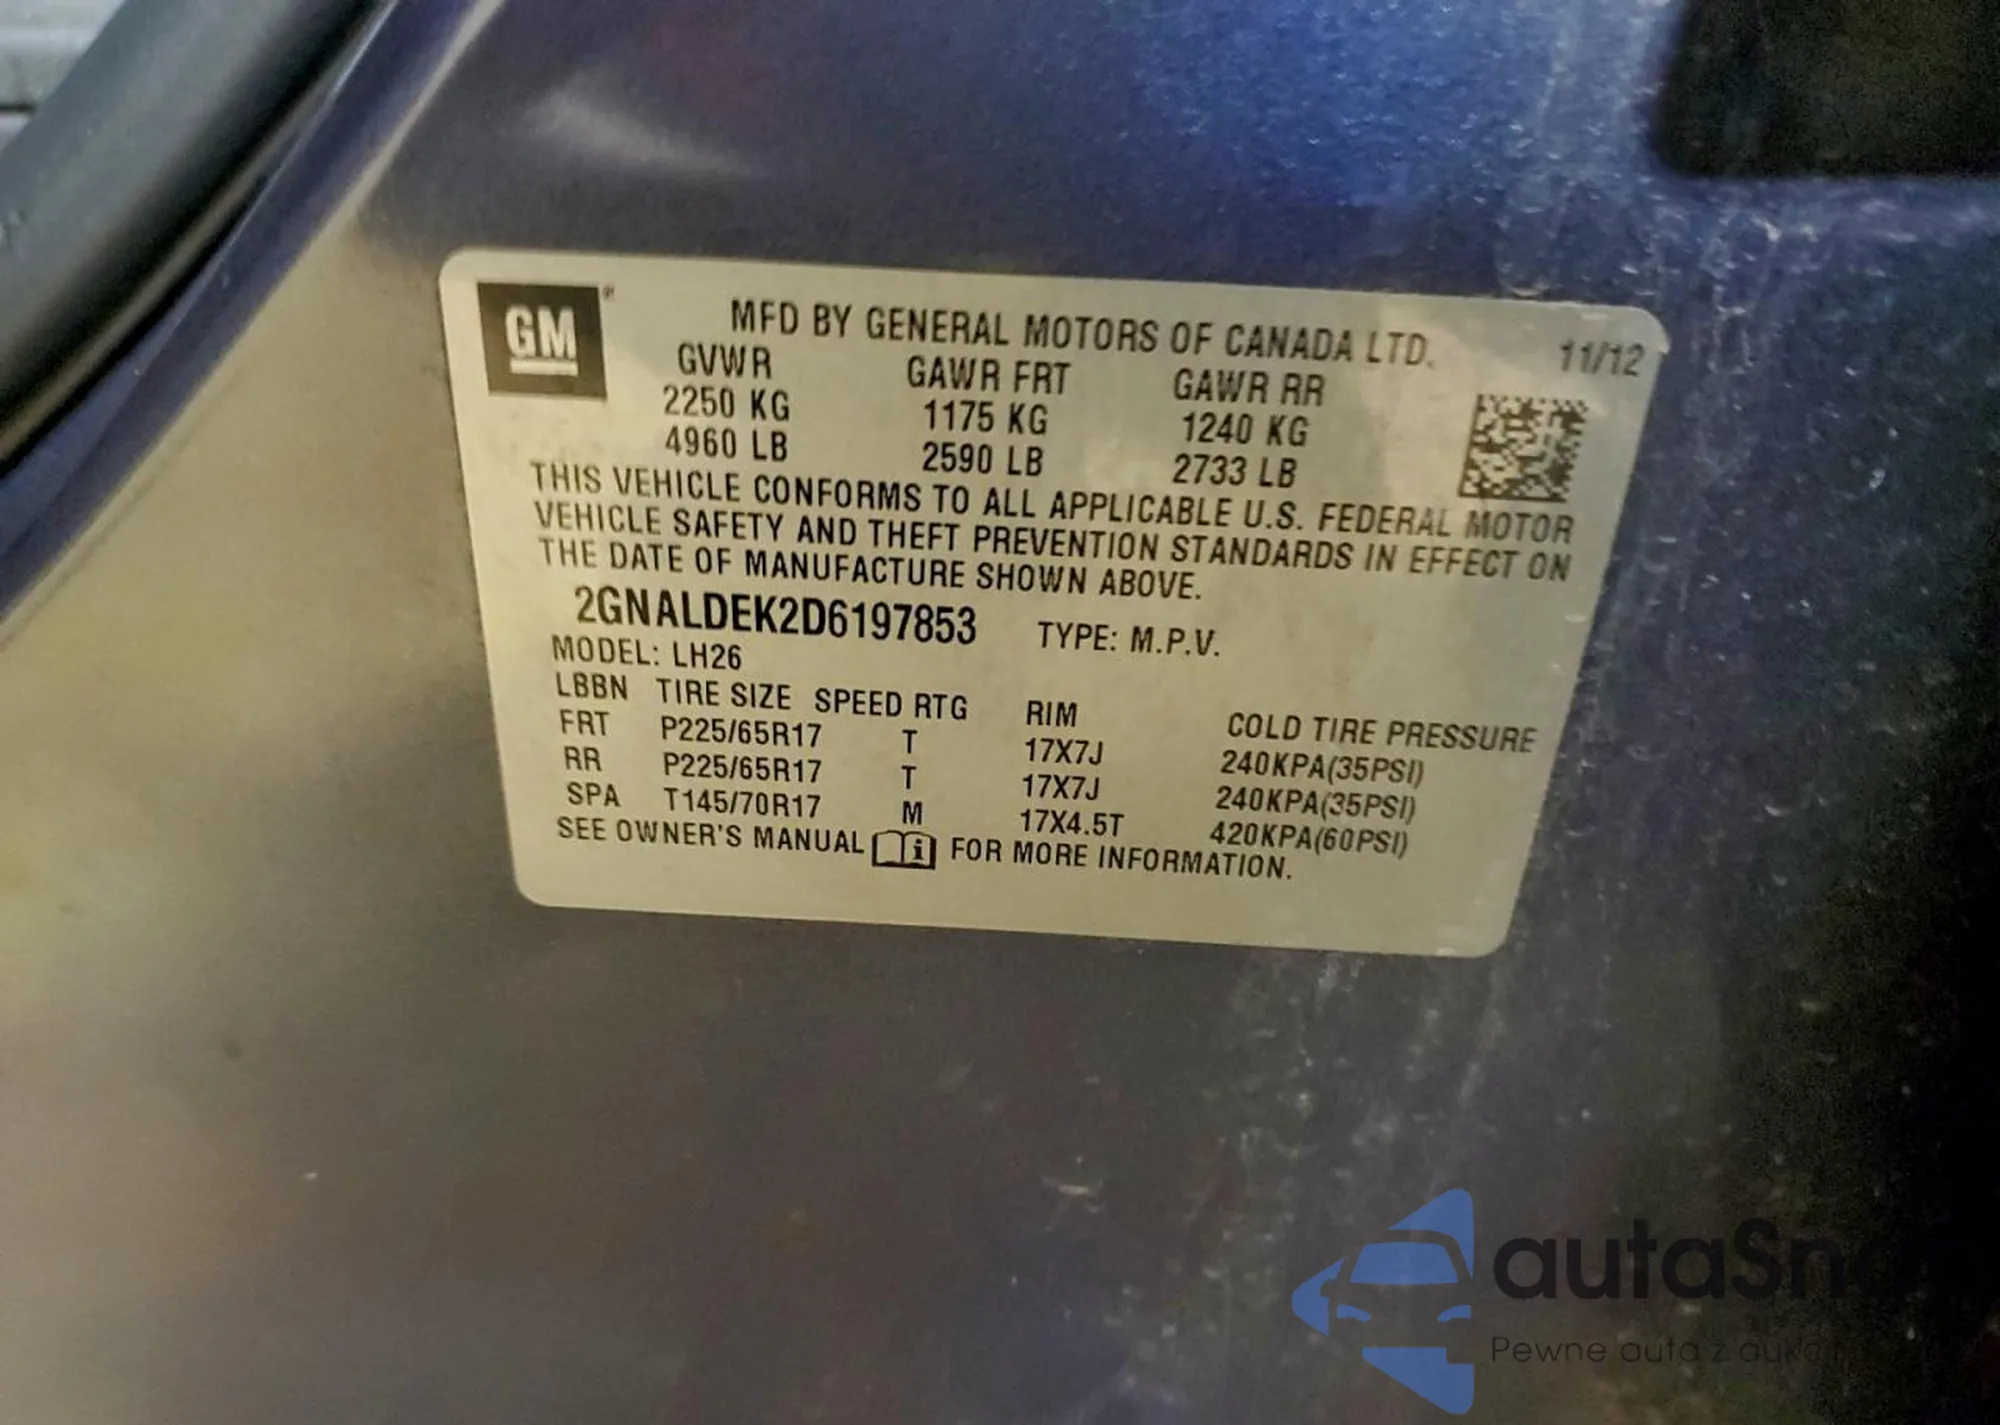 GM
MFD BY GENERAL MOTORS OF CANADA LTD. 11/12
GVWR GAWR FRT GAWR RR
2250 KG 1175 KG 1240 KG
4960 LB 2590 LB 2733 LB
THIS VEHICLE CONFORMS TO ALL APPLICABLE U.S. FEDERAL MOTOR
VEHICLE SAFETY AND THEFT PREVENTION STANDARDS IN EFFECT ON
THE DATE OF MANUFACTURE SHOWN ABOVE.
2GNALDEK2D6197853 TYPE: M.P.V.
MODEL: LH26
LBBN TIRE SIZE SPEED RTG RIM COLD TIRE PRESSURE
FRT P225/65R17 T 17X7J 240KPA(35PSI)
RR P225/65R17 T 17X7J 240KPA(35PSI)
SPA T145/70R17 M 17X4.5T 420KPA(60PSI)
SEE OWNER'S MANUAL FOR MORE INFORMATION.
Pewne auta z